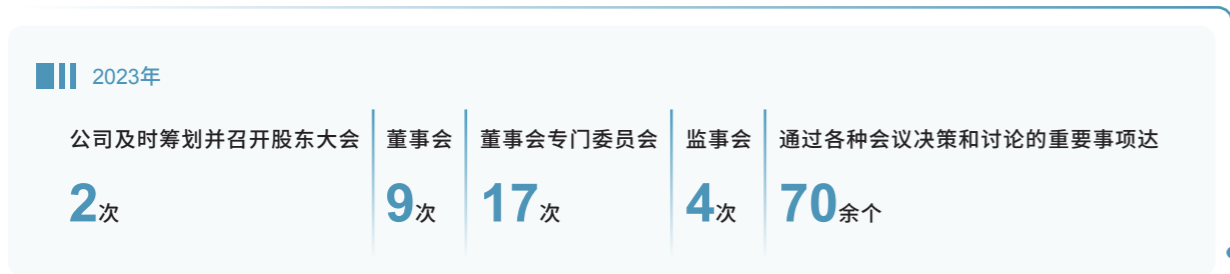 2023年
公司及时筹划并召开股东大会 董事会 董事会专门委员会 监事会 通过各种会议决策和讨论的重要事项达
2次 9次 17次 4次 70余个